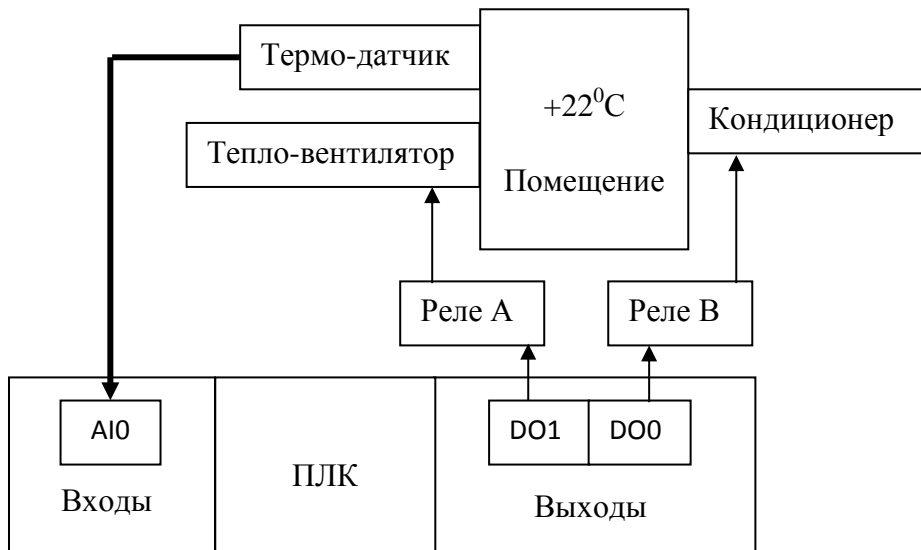 Термо-датчик
+22⁰С
Кондиционер
Тепло-вентилятор
Помещение
Реле А
Реле В
AI0
DO1
DO0
ПЛК
Входы
Выходы